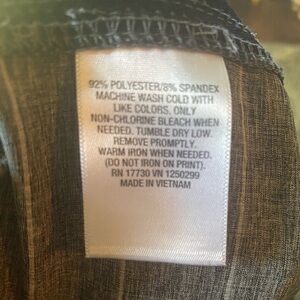 92% POLYESTER/8% SPANDEX
MACHINE WASH COLD WITH
LIKE COLORS, ONLY
NON-CHLORINE BLEACH WHEN
NEEDED. TUMBLE DRY LOW.
REMOVE PROMPTLY.
WARM IRON WHEN NEEDED.
(DO NOT IRON ON PRINT).
RN 17730 VN 1250299
MADE IN VIETNAM